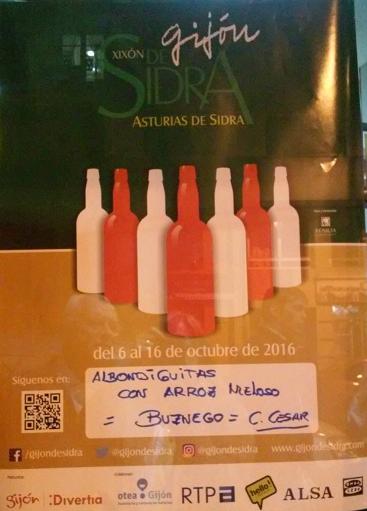 gijón
XIXÓN DE
SIDRA
ASTURIAS DE SIDRA
del 6 al 16 de octubre de 2016
Síguenos en:
ALBONDIGUITAS
CON ARROZ MELOSO
= BUZNEGO = C. CESAR
/gijondesidra @gijondesidra @gijondesidra www.gijondesidra.com
gijón :Divertia otea Gijón RTPA hello! ALSA